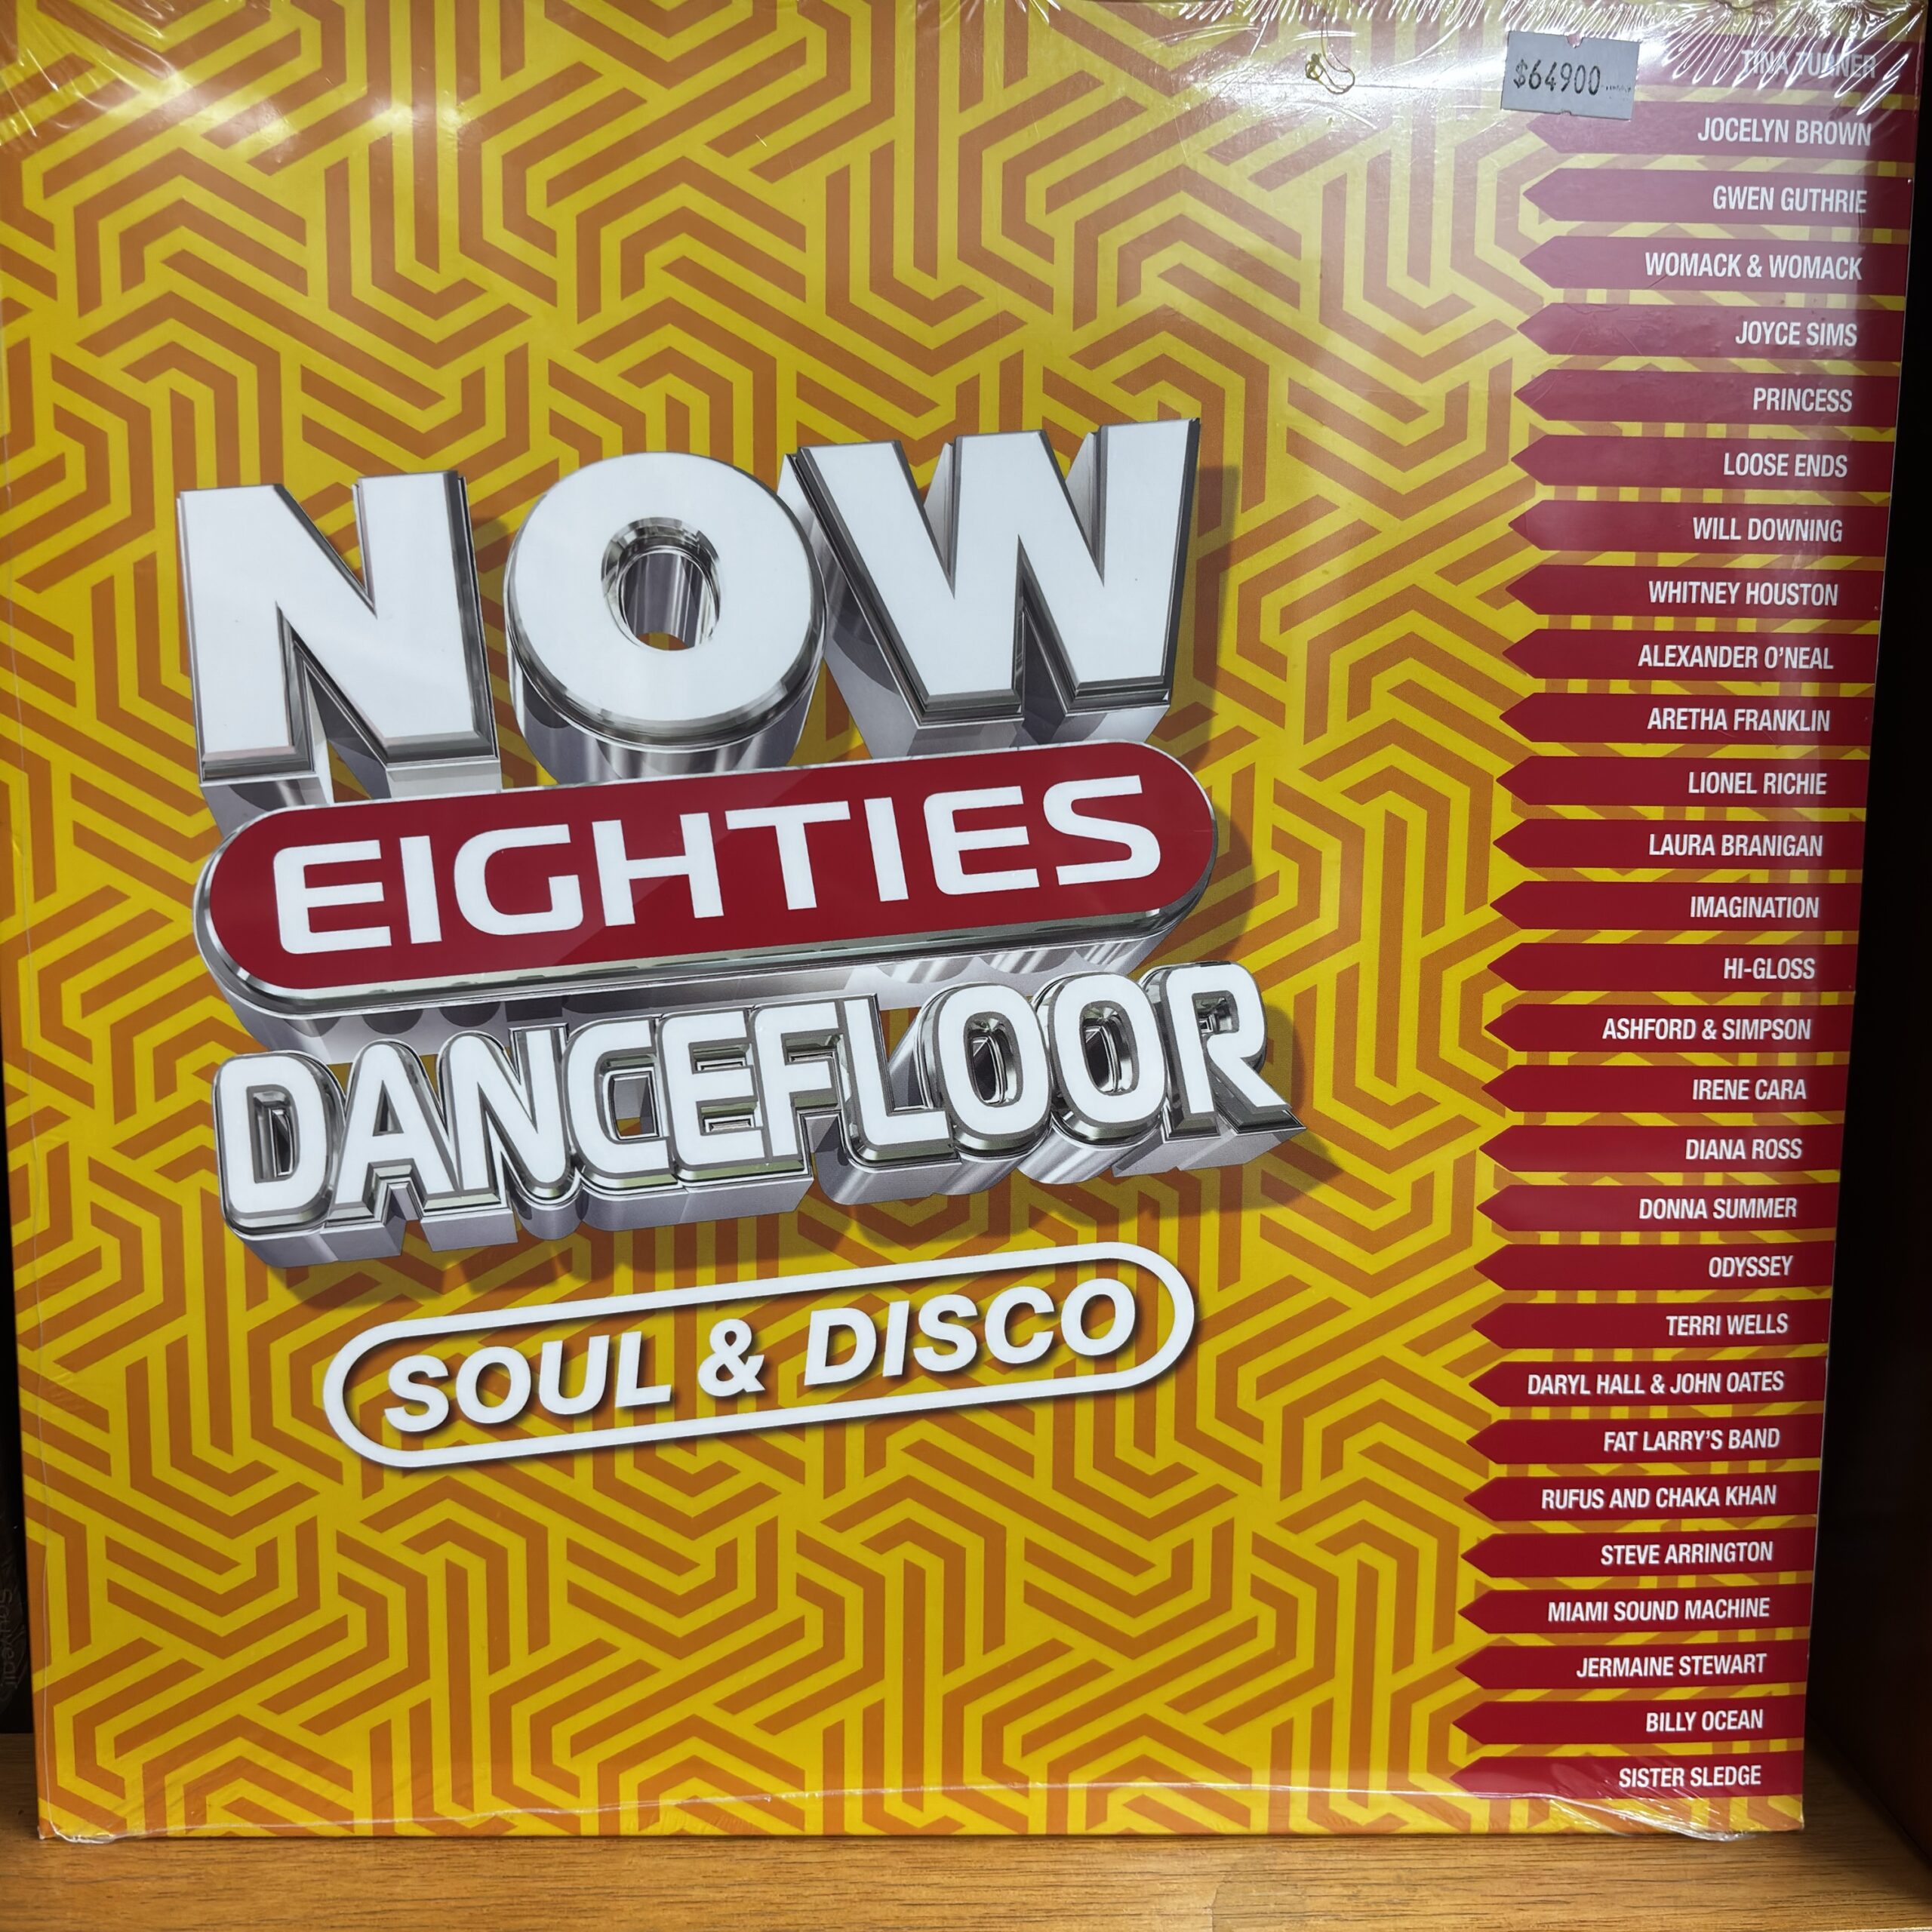 $64900
TINA TURNER
JOCELYN BROWN
GWEN GUTHRIE
WOMACK & WOMACK
JOYCE SIMS
PRINCESS
LOOSE ENDS
WILL DOWNING
WHITNEY HOUSTON
ALEXANDER O'NEAL
ARETHA FRANKLIN
LIONEL RICHIE
LAURA BRANIGAN
IMAGINATION
HI-GLOSS
ASHFORD & SIMPSON
IRENE CARA
DIANA ROSS
DONNA SUMMER
ODYSSEY
TERRI WELLS
DARYL HALL & JOHN OATES
FAT LARRY'S BAND
RUFUS AND CHAKA KHAN
STEVE ARRINGTON
MIAMI SOUND MACHINE
JERMAINE STEWART
BILLY OCEAN
SISTER SLEDGE
NOW
EIGHTIES
DANCEFLOOR
SOUL & DISCO